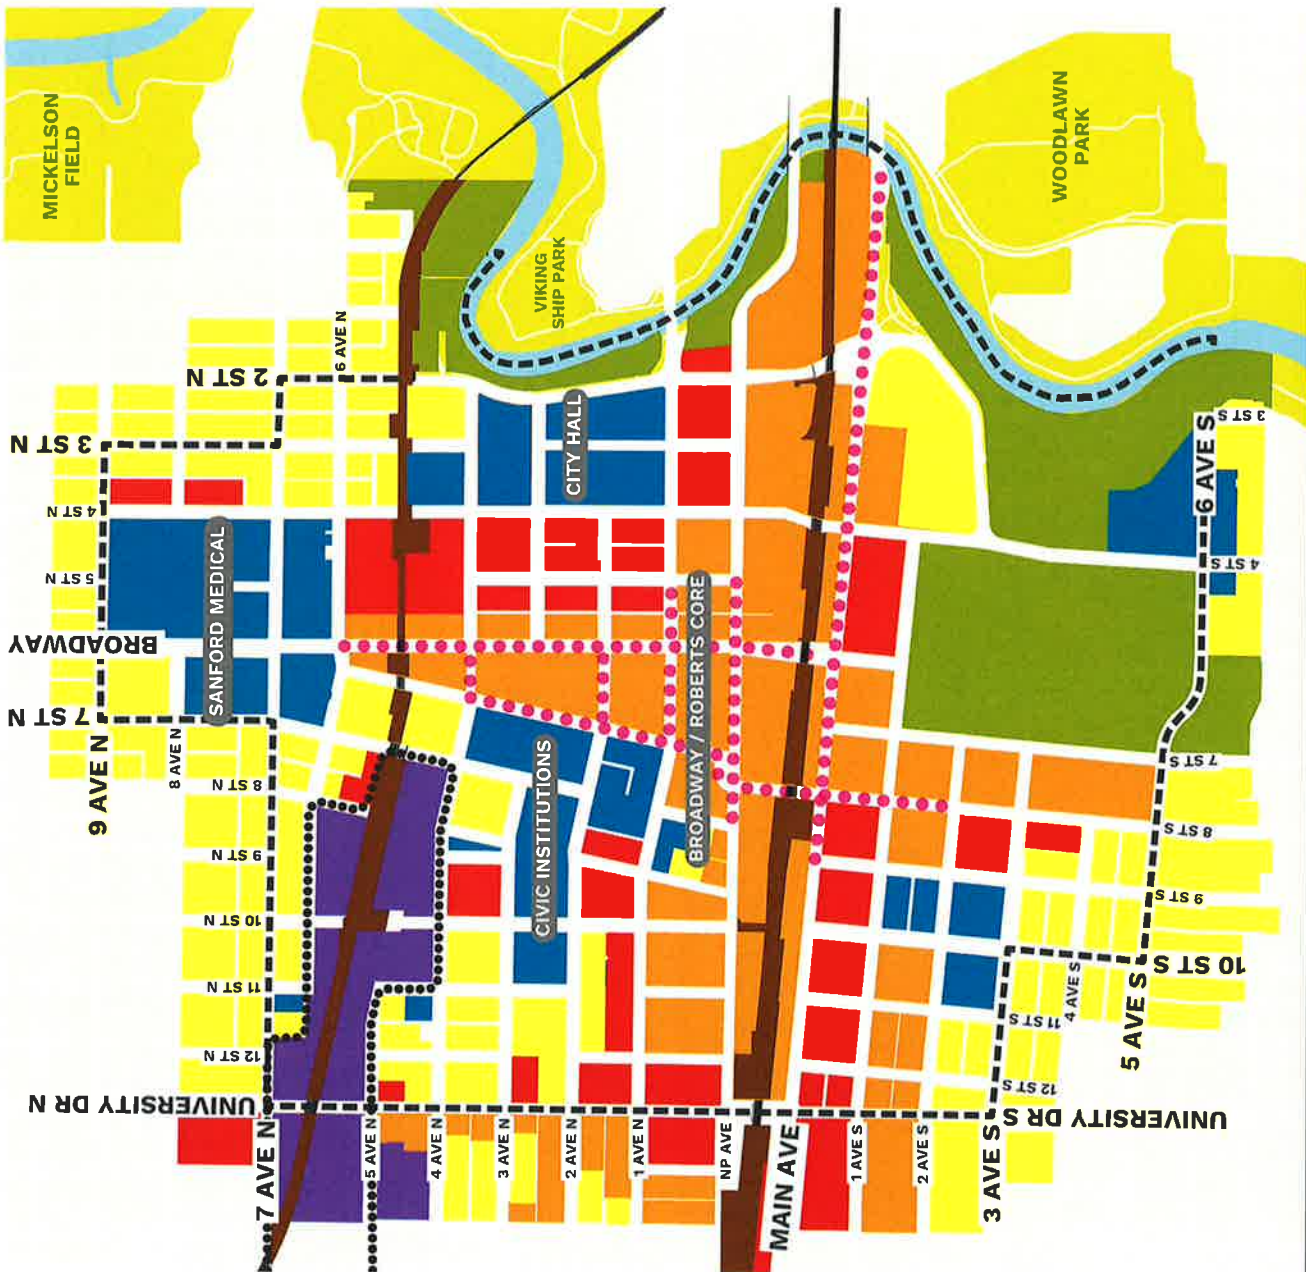 MICKELSON
FIELD
WOODLAWN
PARK
VIKING
SHIP PARK
6 AVE N
2 ST N
3 ST N
CITY HALL
3 ST S
6 AVE S
4 ST N
SANFORD MEDICAL
5 ST N
4 ST S
BROADWAY
BROADWAY / ROBERTS CORE
7 ST N
9 AVE N
8 AVE N
8 ST N
CIVIC INSTITUTIONS
7 ST S
8 ST S
9 ST N
9 ST S
10 ST N
10 ST S
11 ST N
4 AVE S
5 AVE S
11 ST S
12 ST N
12 ST S
UNIVERSITY DR N
UNIVERSITY DR S
7 AVE N
5 AVE N
4 AVE N
3 AVE N
2 AVE N
1 AVE N
NP AVE
MAIN AVE
1 AVE S
2 AVE S
3 AVE S